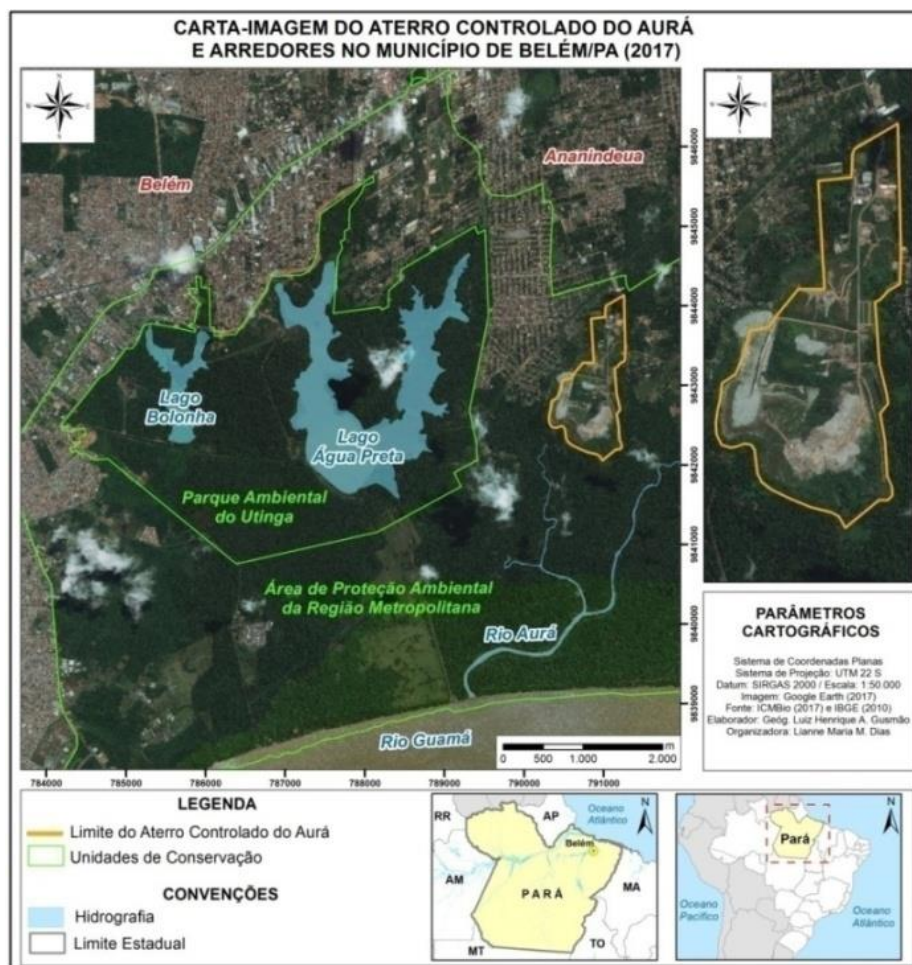 CARTA-IMAGEM DO ATERRO CONTROLADO DO AURÁ
E ARREDORES NO MUNICÍPIO DE BELÉM/PA (2017)
N
N
Belém
Ananindeua
Lago
Bolonha
Lago
Água Preta
Parque Ambiental
do Utinga
Área de Proteção Ambiental
da Região Metropolitana
Rio Aurá
Rio Guamá
m
0 500 1.000 2.000
9846000
9845000
9844000
9843000
9842000
9841000
9840000
9839000
784000 785000 786000 787000 788000 789000 790000 791000
PARÂMETROS
CARTOGRÁFICOS
Sistema de Coordenadas Planas
Sistema de Projeção: UTM 22 S
Datum: SIRGAS 2000 / Escala: 1:50.000
Imagem: Google Earth (2017)
Fonte: ICMBio (2017) e IBGE (2010)
Elaborador: Geóg. Luiz Henrique A. Gusmão
Organizadora: Lianne Maria M. Dias
LEGENDA
Limite do Aterro Controlado do Aurá
Unidades de Conservação
CONVENÇÕES
Hidrografia
Limite Estadual
RR
AP
Oceano
Atlântico
N
Belém
AM
PARÁ
MA
MT
TO
N
Pará
Oceano
Pacífico
Oceano
Atlântico